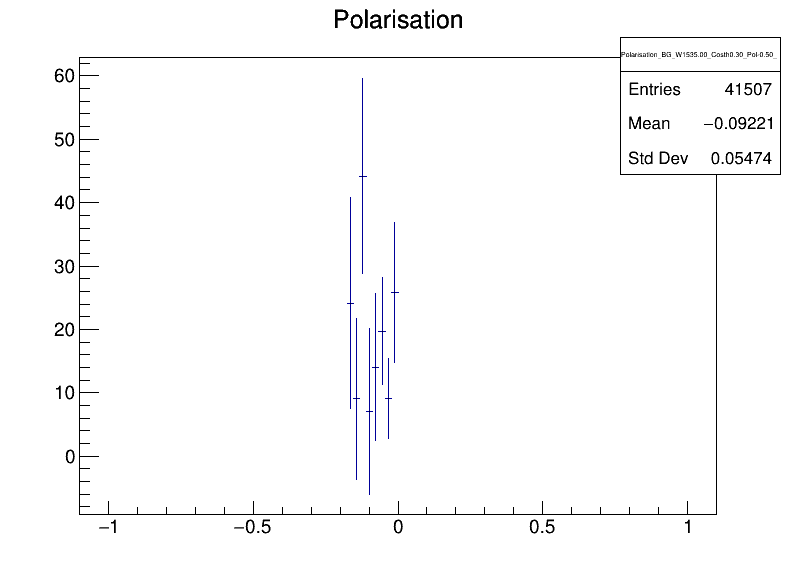 Polarisation
Polarisation_BG_W1535.00_Costh0.30_Pol-0.50_
Entries 41507
Mean −0.09221
Std Dev 0.05474
60
50
40
30
20
10
0
−1 −0.5 0 0.5 1